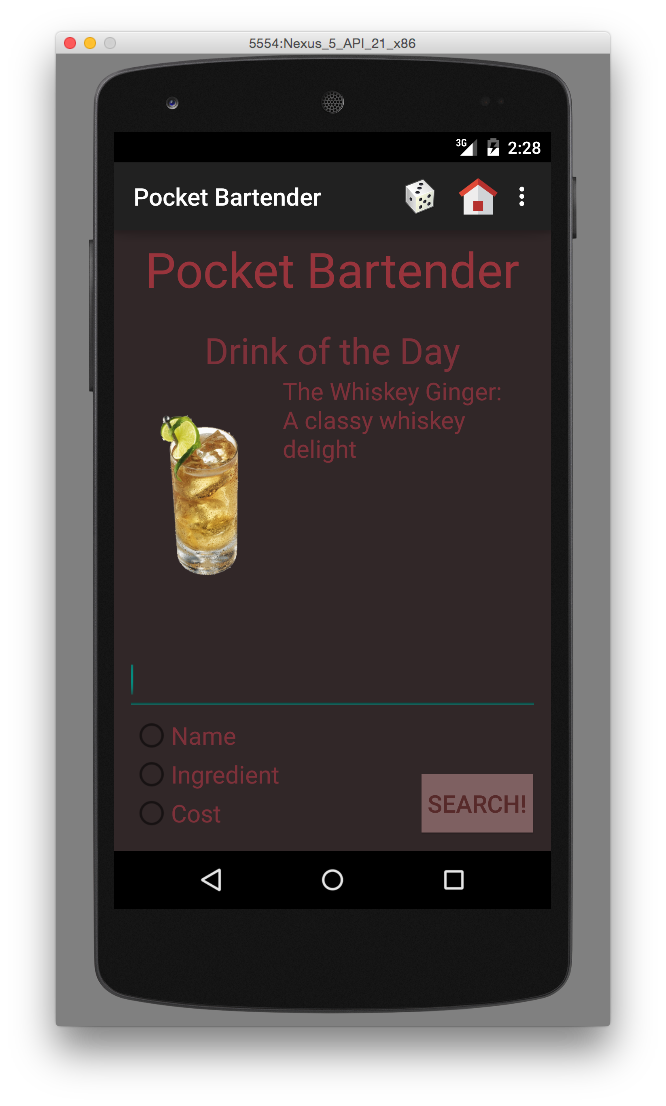 5554:Nexus_5_API_21_x86
3G
2:28
Pocket Bartender
Pocket Bartender
Drink of the Day
The Whiskey Ginger:
A classy whiskey
delight
Name
Ingredient
Cost
SEARCH!